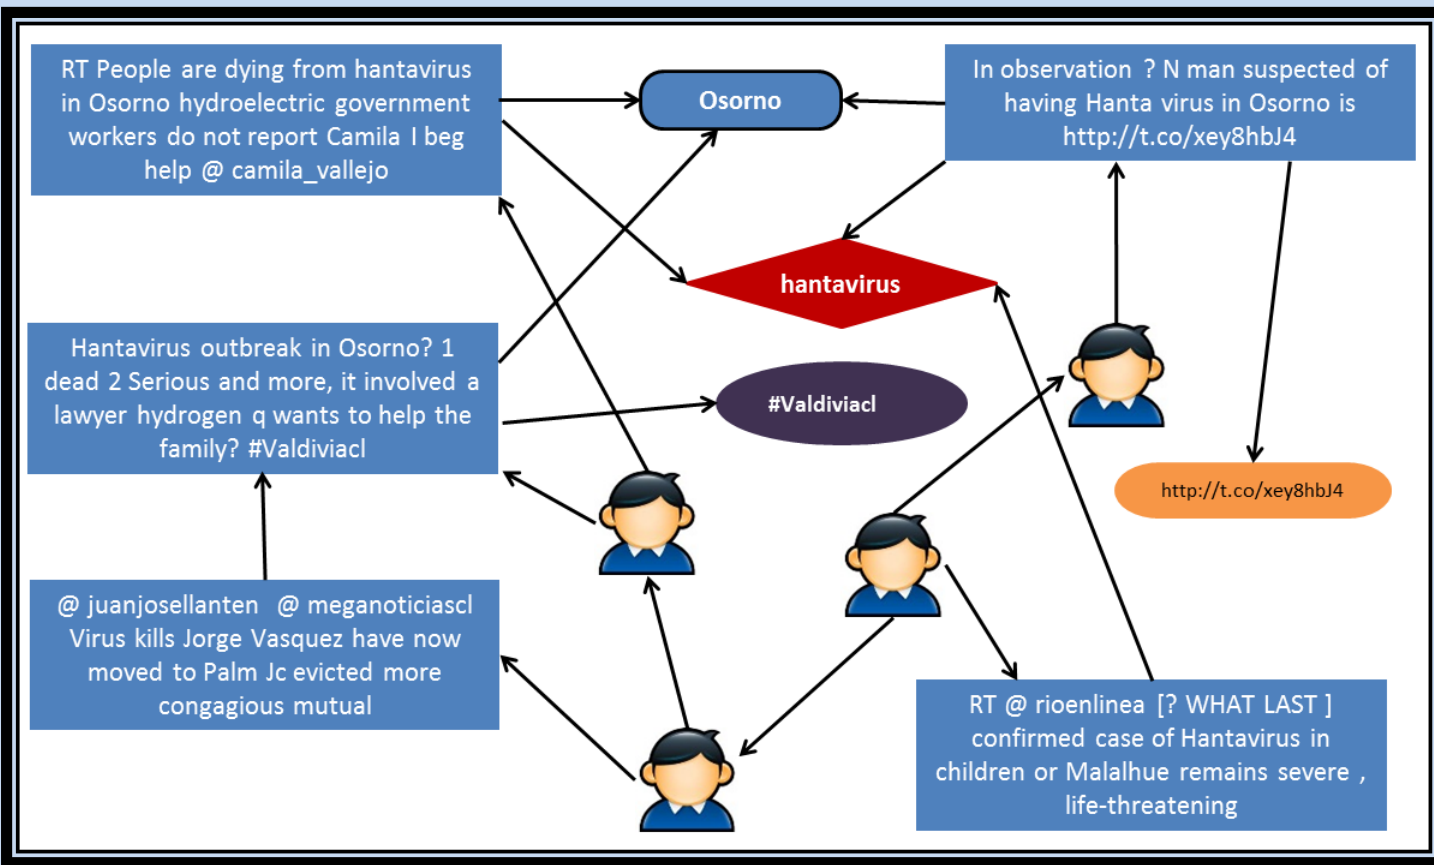 RT People are dying from hantavirus
in Osorno hydroelectric government
workers do not report Camila I beg
help @ camila_vallejo
Osorno
In observation ? N man suspected of
having Hanta virus in Osorno is
http://t.co/xey8hbJ4
hantavirus
Hantavirus outbreak in Osorno? 1
dead 2 Serious and more, it involved a
lawyer hydrogen q wants to help the
family? #Valdiviacl
#Valdiviacl
http://t.co/xey8hbJ4
@ juanjosellanten @ meganoticiascl
Virus kills Jorge Vasquez have now
moved to Palm Jc evicted more
congagious mutual
RT @ rioenlinea [? WHAT LAST ]
confirmed case of Hantavirus in
children or Malalhue remains severe ,
life-threatening